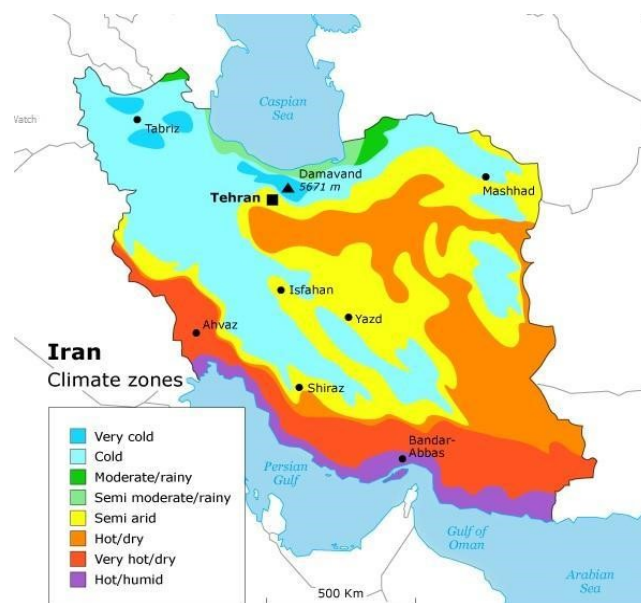 Caspian
Sea
watch
Tabriz
Damavand
5671 m
Tehran
Mashhad
Isfahan
Yazd
Ahvaz
Iran
Climate zones
Shiraz
Bandar-
Abbas
Very cold
Cold
Moderate/rainy
Semi moderate/rainy
Semi arid
Hot/dry
Very hot/dry
Hot/humid
Persian
Gulf
Gulf of
Oman
Arabian
Sea
500 Km